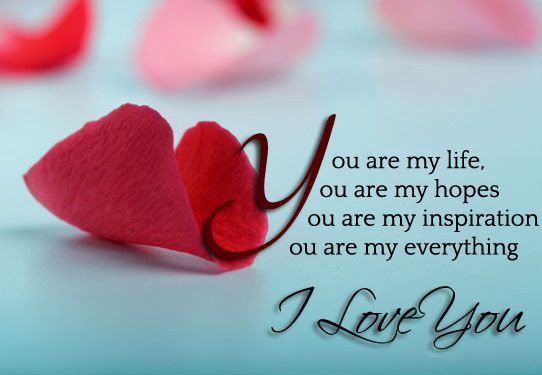 You are my life,
ou are my hopes
ou are my inspiration
ou are my everything
I Love You